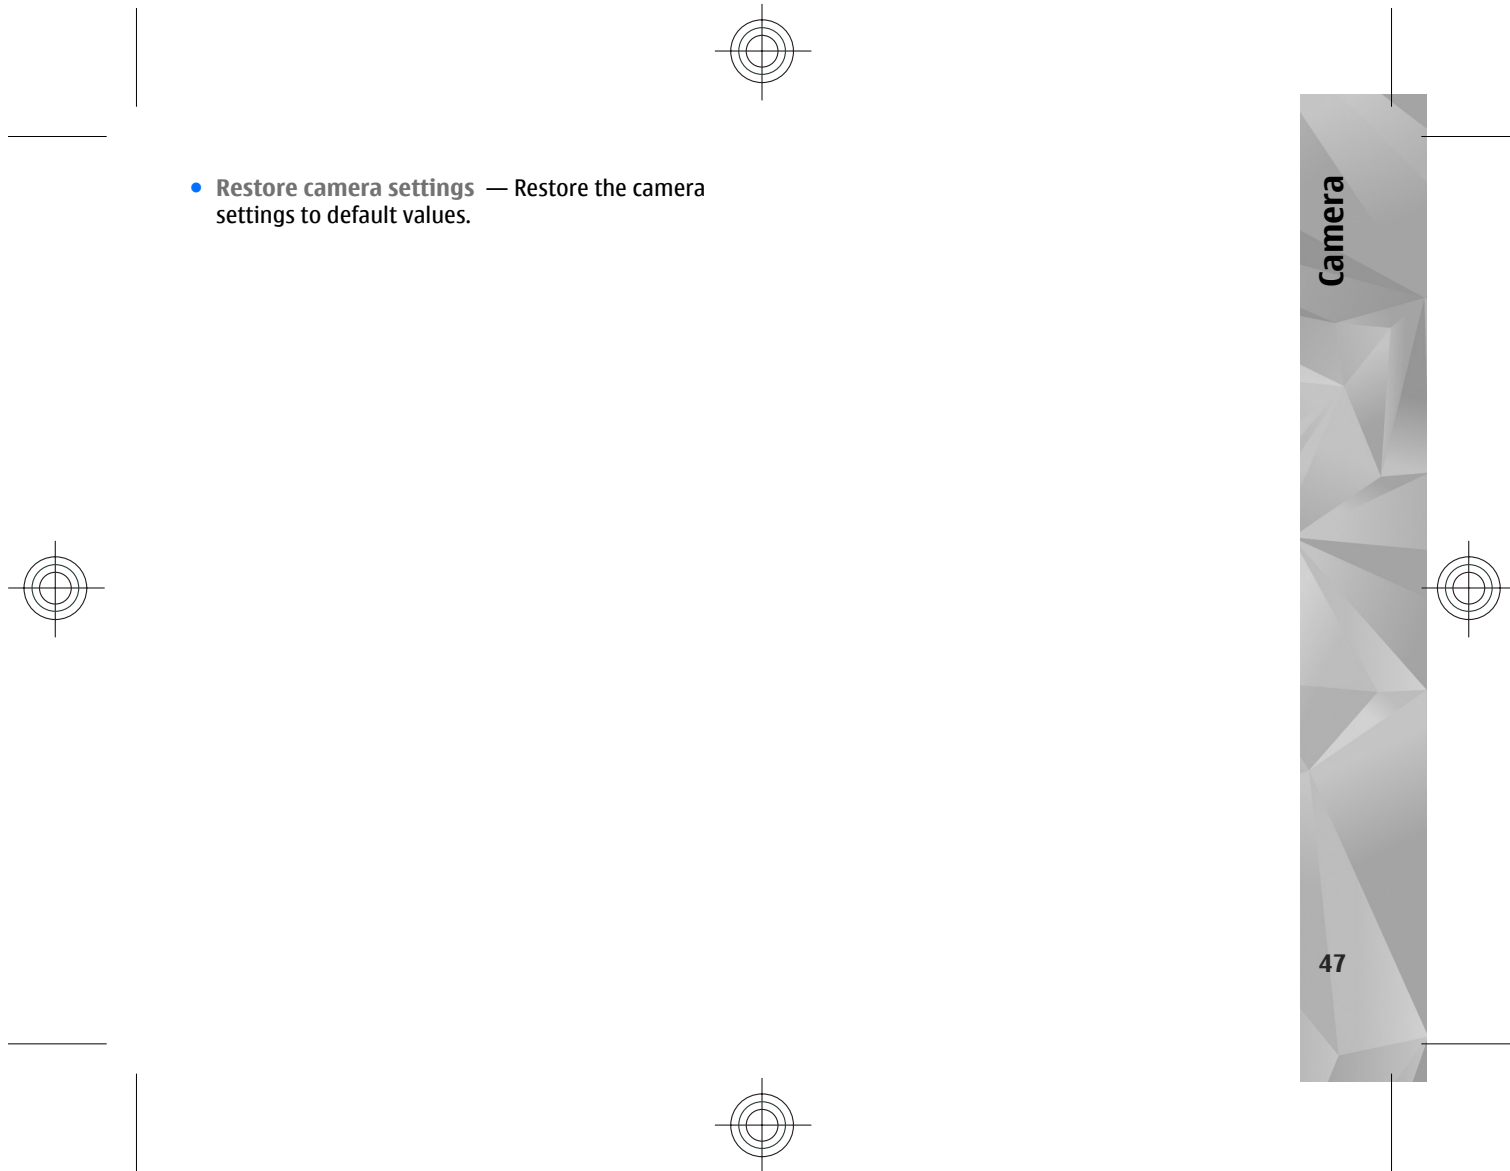 • Restore camera settings — Restore the camera
settings to default values.
Camera
47